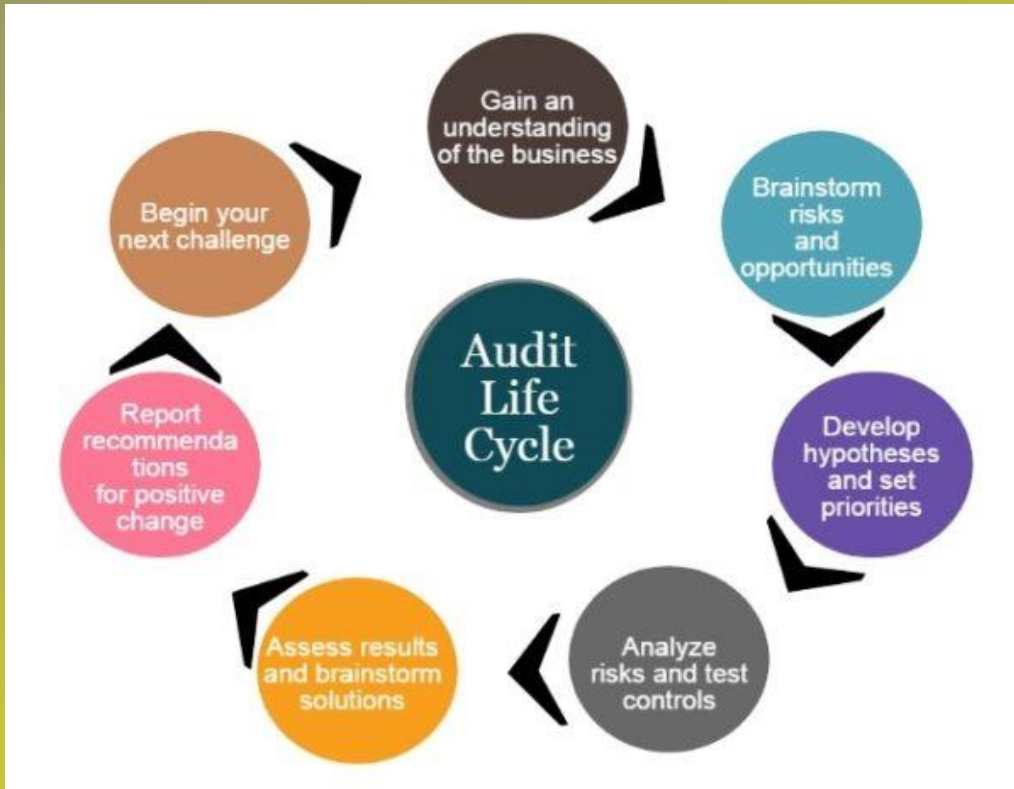 Gain an
understanding
of the business
Brainstorm
risks
and
opportunities
Develop
hypotheses
and set
priorities
Analyze
risks and test
controls
Assess results
and brainstorm
solutions
Report
recommenda
tions
for positive
change
Begin your
next challenge
Audit
Life
Cycle